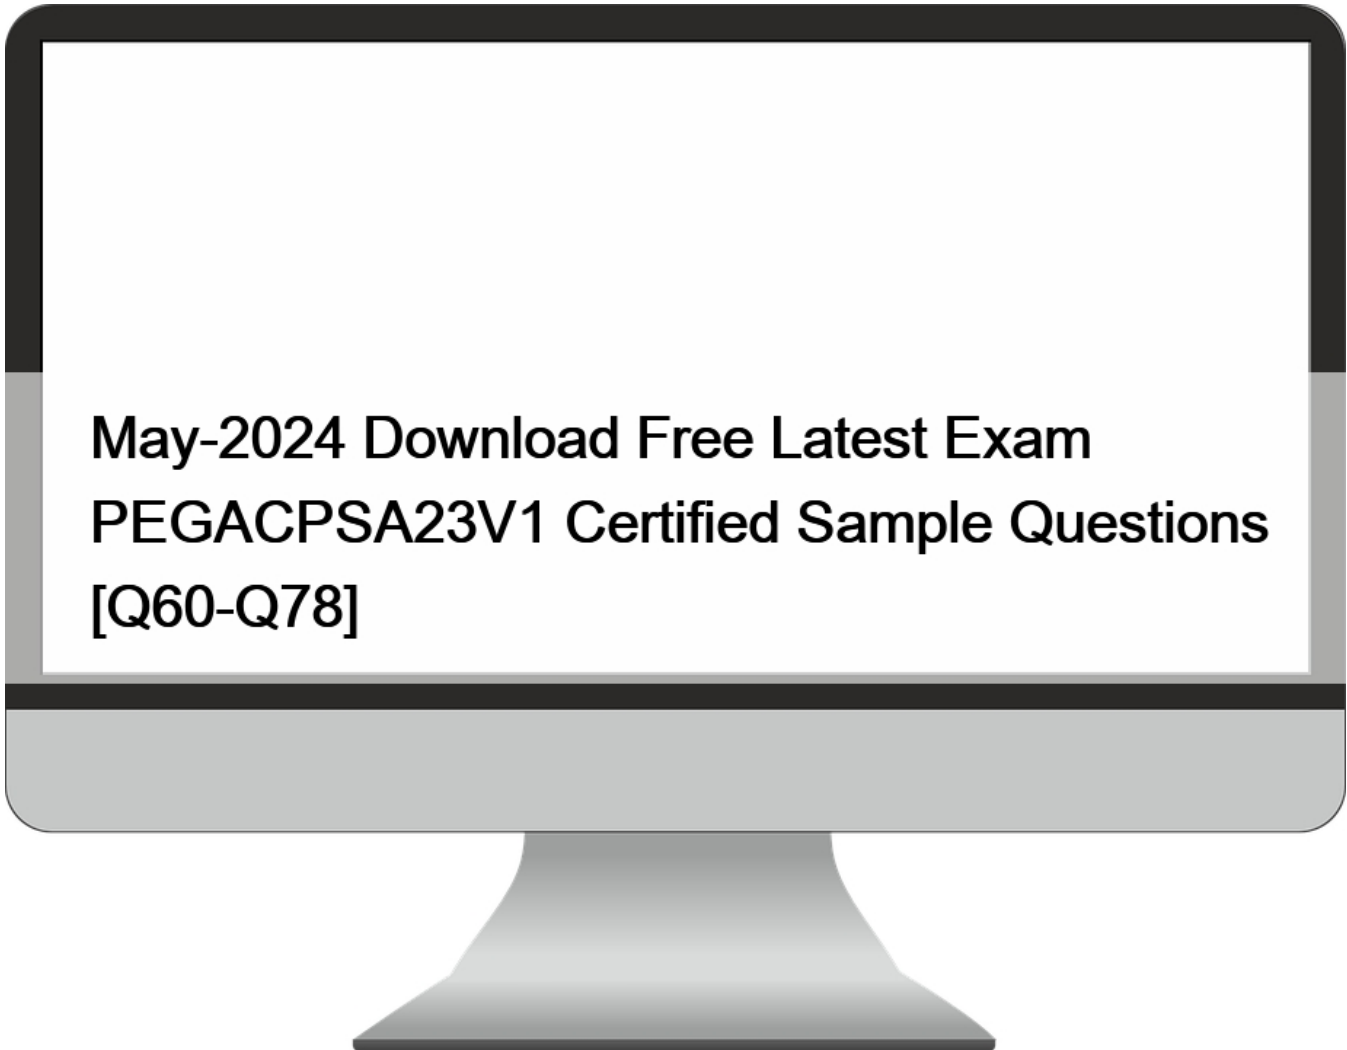 May-2024 Download Free Latest Exam
PEGACPSA23V1 Certified Sample Questions
[Q60-Q78]